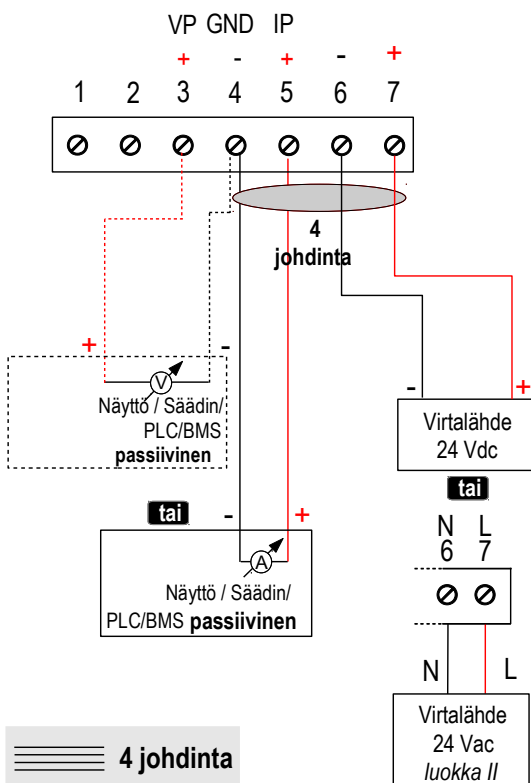 VP GND IP
+ - + - +
1 2 3 4 5 6 7
4
johdinta
+ -
V
Näyttö / Säädin/
PLC/BMS
passiivinen
- +
Virtalähde
24 Vdc
tai
tai
- +
A
Näyttö / Säädin/
PLC/BMS passiivinen
N L
6 7
N L
Virtalähde
24 Vac
luokka II
4 johdinta